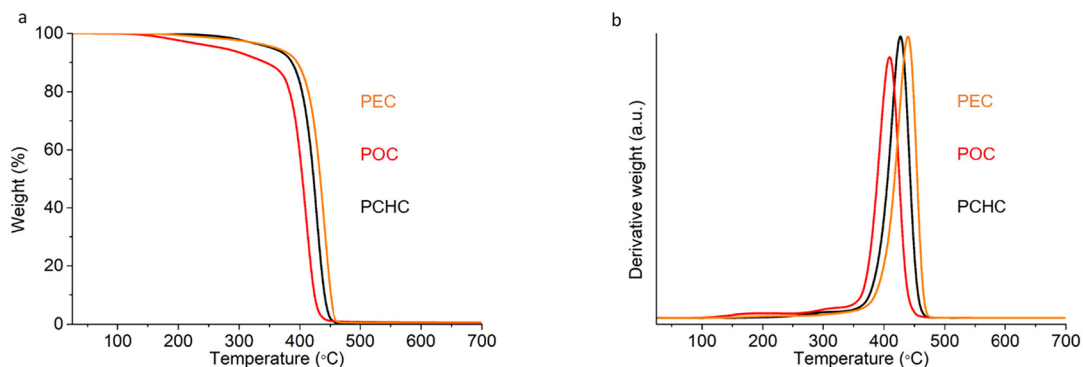 a
100
80
60
40
20
0
Weight (%)
100
200
300
400
500
600
700
Temperature (◦C)
PEC
POC
PCHC
b
Derivative weight (a.u.)
100
200
300
400
500
600
700
Temperature (◦C)
PEC
POC
PCHC